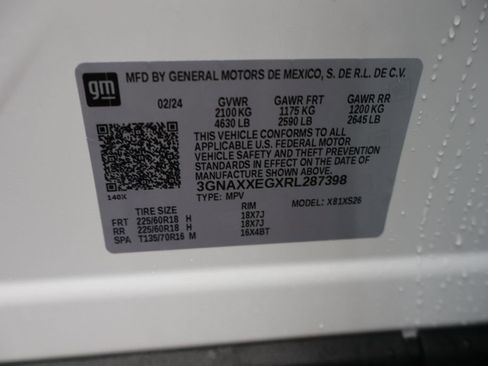 gm
MFD BY GENERAL MOTORS DE MEXICO, S. DE R.L. DE C.V.
02/24 GVWR GAWR FRT GAWR RR
2100 KG 1175 KG 1200 KG
4630 LB 2590 LB 2645 LB
THIS VEHICLE CONFORMS TO ALL
APPLICABLE U.S. FEDERAL MOTOR
VEHICLE SAFETY, BUMPER, AND
THEFT PREVENTION STANDARDS IN
EFFECT ON THE DATE OF
MANUFACTURE SHOWN ABOVE.
140X 3GNAXXEGXRL287398
TYPE: MPV MODEL: X81XS26
TIRE SIZE RIM
FRT 225/60R18 H 18X7J
RR 225/60R18 H 18X7J
SPA T135/70R16 M 16X4BT